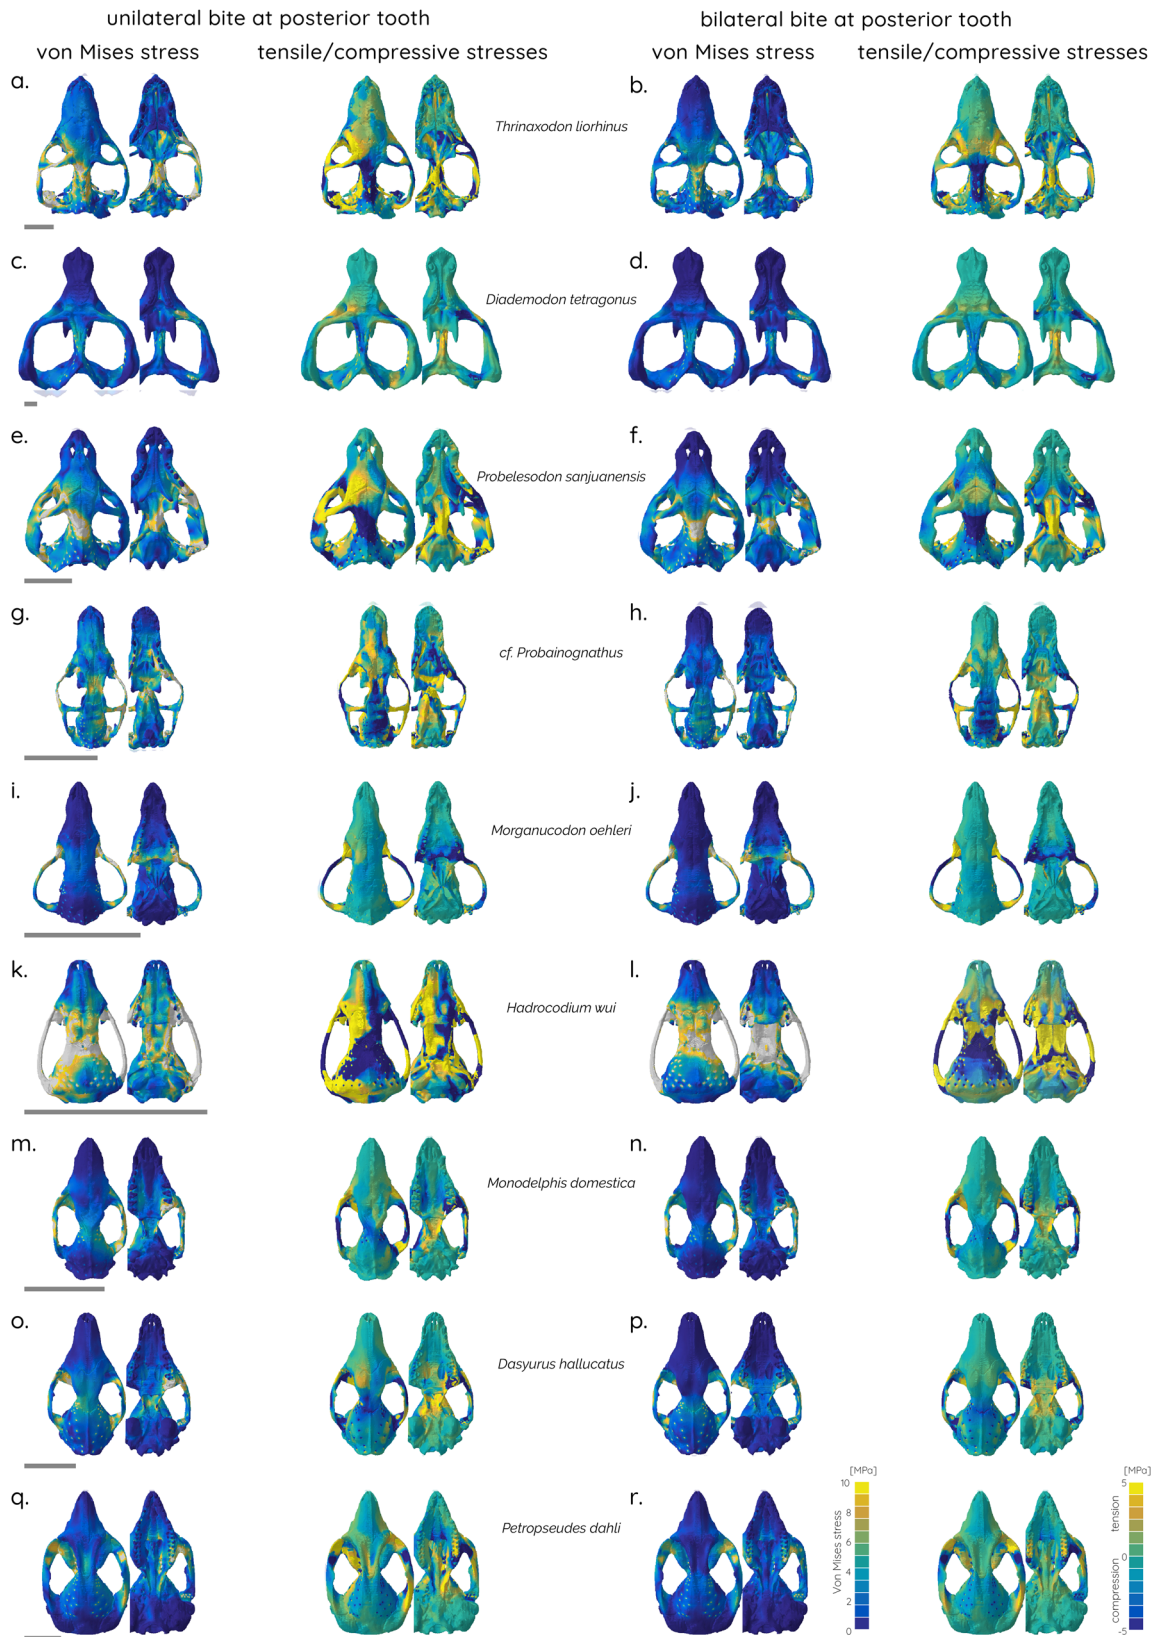 unilateral bite at posterior tooth
bilateral bite at posterior tooth
von Mises stress
tensile/compressive stresses
von Mises stress
tensile/compressive stresses
a.
Thrinaxodon liorhinus
b.
c.
Diademodon tetragonus
d.
e.
Probelesodon sanjuanensis
f.
g.
cf. Probainognathus
h.
i.
Morganucodon oehleri
j.
k.
Hadrocodium wui
l.
m.
Monodelphis domestica
n.
o.
Dasyurus hallucatus
p.
q.
Petropseudes dahli
r.
[MPa]
10
8
6
4
2
0
Von Mises stress
[MPa]
5
0
-5
tension
compression